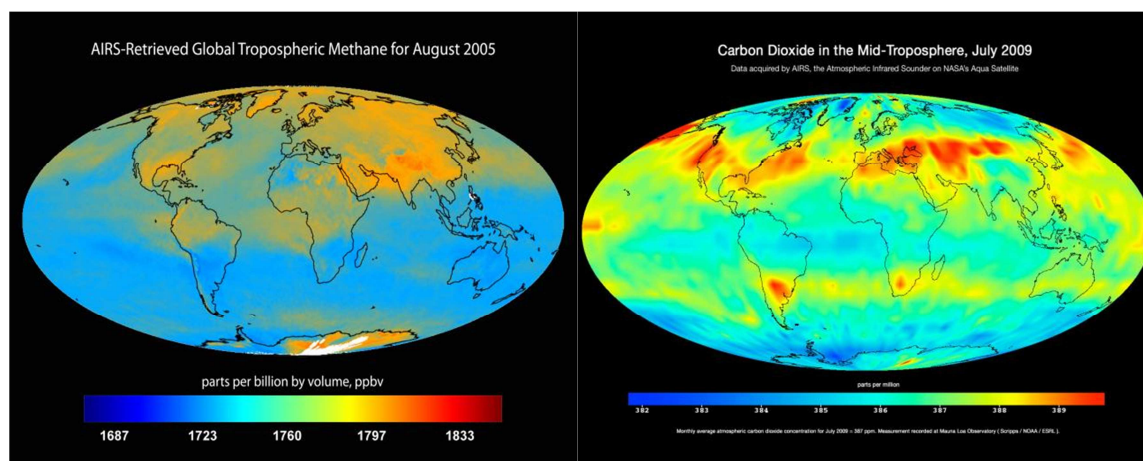 AIRS-Retrieved Global Tropospheric Methane for August 2005
parts per billion by volume, ppbv
1687 1723 1760 1797 1833
Carbon Dioxide in the Mid-Troposphere, July 2009
Data acquired by AIRS, the Atmospheric Infrared Sounder on NASA's Aqua Satellite
parts per million
382 383 384 385 386 387 388 389
Monthly average atmospheric carbon dioxide concentration for July 2009 = 387 ppm. Measurement recorded at Mauna Loa Observatory ( Scripps / NOAA / ESRL ).